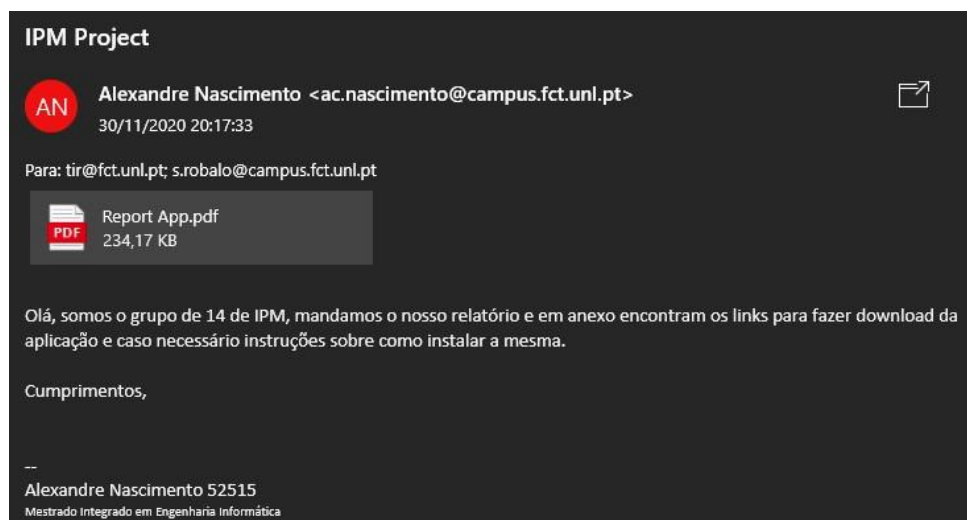 IPM Project
AN
Alexandre Nascimento <ac.nascimento@campus.fct.unl.pt>
30/11/2020 20:17:33
Para: tir@fct.unl.pt; s.robalo@campus.fct.unl.pt
PDF
Report App.pdf
234,17 KB
Olá, somos o grupo de 14 de IPM, mandamos o nosso relatório e em anexo encontram os links para fazer download da
aplicação e caso necessário instruções sobre como instalar a mesma.
Cumprimentos,
--
Alexandre Nascimento 52515
Mestrado Integrado em Engenharia Informática